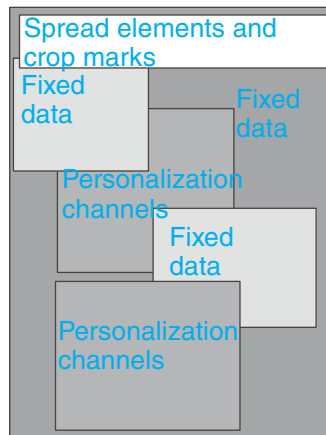 Spread elements and
crop marks
Fixed
data
Fixed
data
Personalization
channels
Fixed
data
Personalization
channels